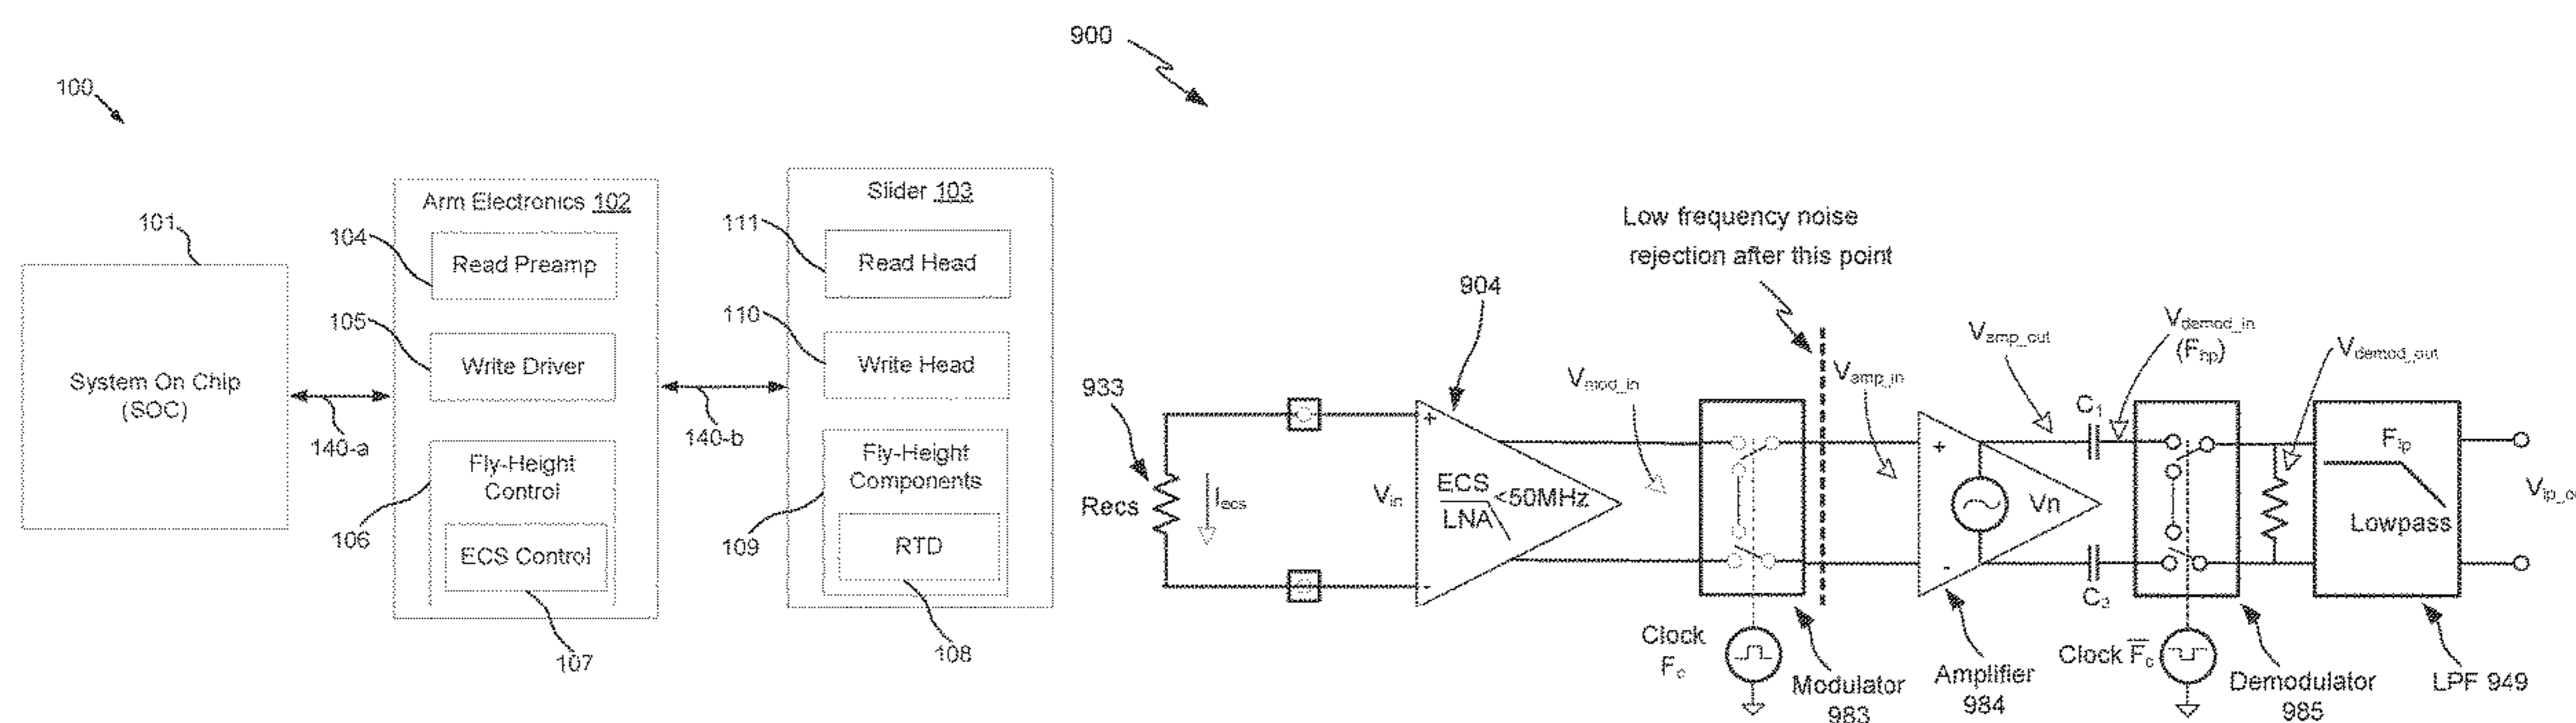 100
101
System On Chip
(SOC)
140-a
Arm Electronics 102
104
Read Preamp
105
Write Driver
106
Fly-Height
Control
ECS Control
107
140-b
Slider 103
111
Read Head
110
Write Head
109
Fly-Height
Components
RTD
108
900
933
Recs
Iecs
Vin
+
-
904
ECS
LNA
<50MHz
Vmod_in
Low frequency noise
rejection after this point
Clock
Fc
Modulator
983
Vamp_in
+
-
Vn
Amplifier
984
Vamp_out
C1
C2
Vdemod_in
(Fhp)
Clock F̅c
Demodulator
985
Vdemod_out
Flp
Lowpass
LPF 949